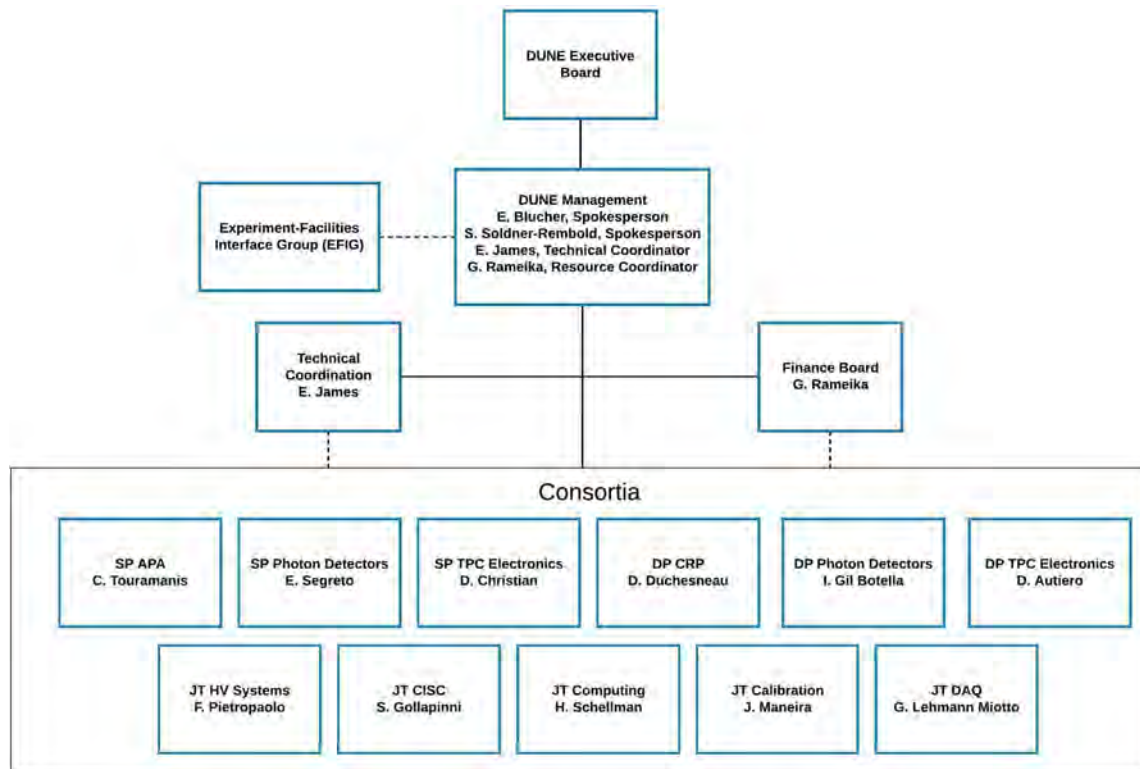 DUNE Executive
Board
Experiment-Facilities
Interface Group (EFIG)
DUNE Management
E. Blucher, Spokesperson
S. Soldner-Rembold, Spokesperson
E. James, Technical Coordinator
G. Rameika, Resource Coordinator
Technical
Coordination
E. James
Finance Board
G. Rameika
Consortia
SP APA
C. Touramanis
SP Photon Detectors
E. Segreto
SP TPC Electronics
D. Christian
DP CRP
D. Duchesneau
DP Photon Detectors
I. Gil Botella
DP TPC Electronics
D. Autiero
JT HV Systems
F. Pietropaolo
JT CISC
S. Gollapinni
JT Computing
H. Schellman
JT Calibration
J. Maneira
JT DAQ
G. Lehmann Miotto